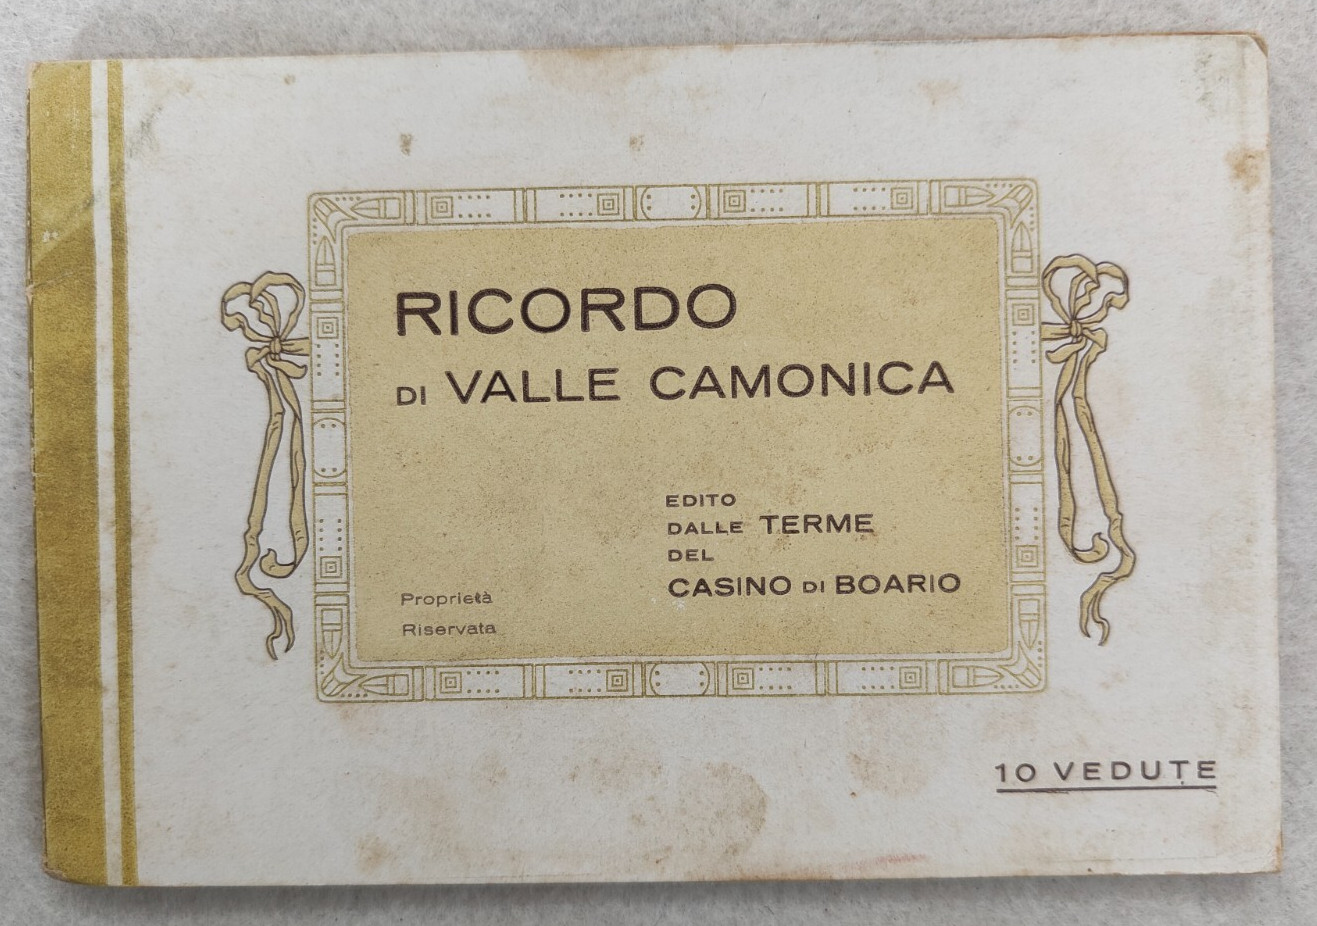 RICORDO
DI VALLE CAMONICA
EDITO
DALLE TERME
DEL
CASINO DI BOARIO
Proprietà
Riservata
10 VEDUTE